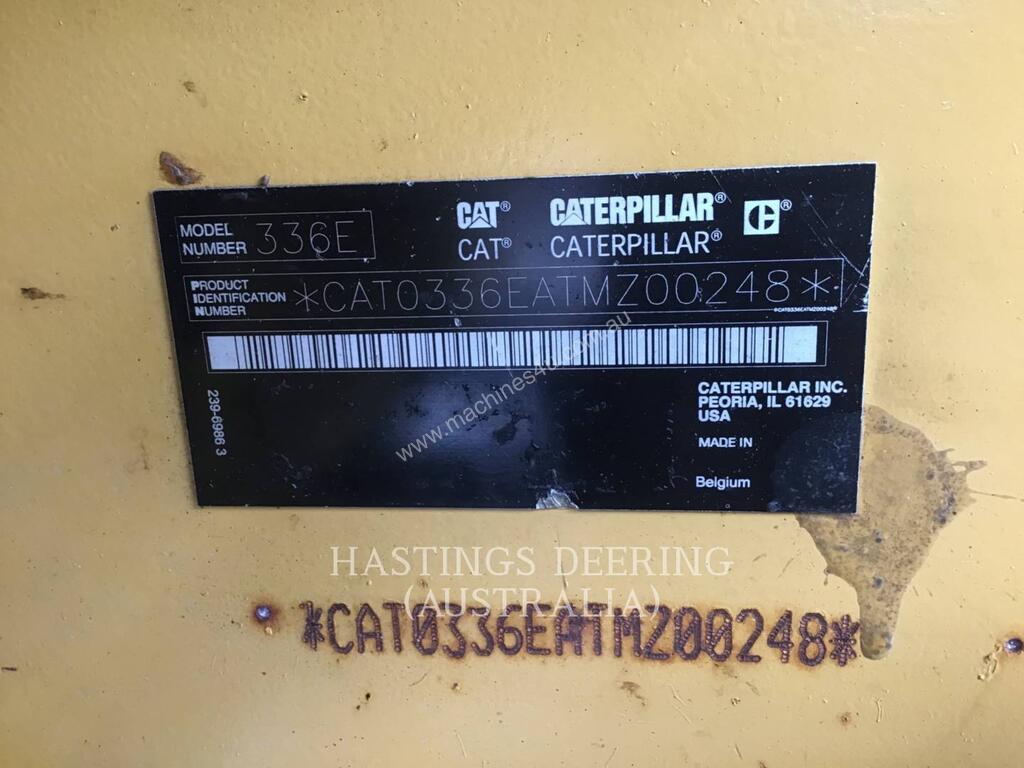 MODEL NUMBER 336E
CAT® CATERPILLAR® C®
CAT® CATERPILLAR®
PRODUCT IDENTIFICATION NUMBER *CAT0336EATMZ00248*
*CAT0336EATMZ00248*
239-6986 3
CATERPILLAR INC.
PEORIA, IL 61629
USA
MADE IN
Belgium
www.machines4u.com.au
HASTINGS DEERING
(AUSTRALIA)
*CAT0336EATMZ00248*